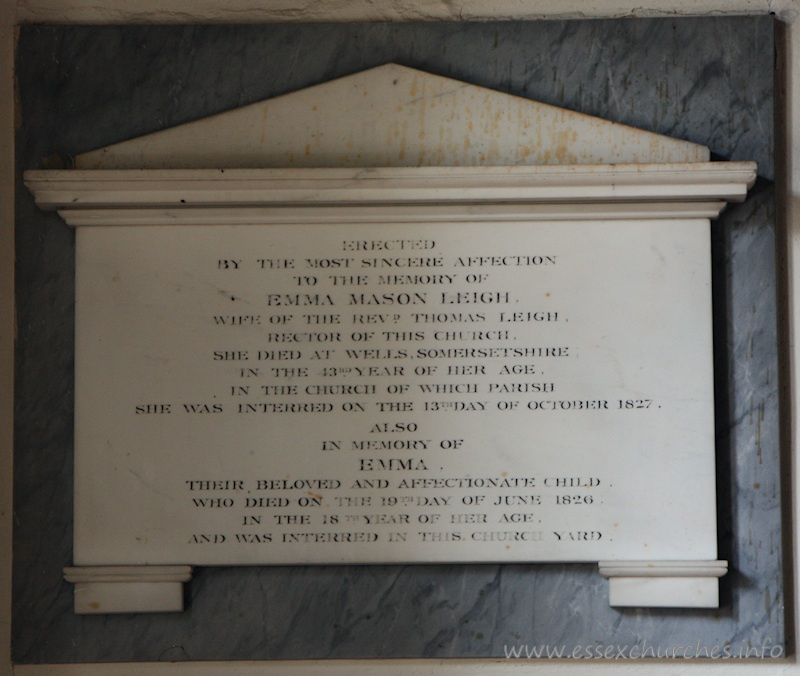 ERECTED
BY THE MOST SINCERE AFFECTION
TO THE MEMORY OF
EMMA MASON LEIGH,
WIFE OF THE REVD THOMAS LEIGH,
RECTOR OF THIS CHURCH,
SHE DIED AT WELLS, SOMERSETSHIRE,
IN THE 43RD YEAR OF HER AGE,
IN THE CHURCH OF WHICH PARISH
SHE WAS INTERRED ON THE 13TH DAY OF OCTOBER 1827.
ALSO
IN MEMORY OF
EMMA,
THEIR BELOVED AND AFFECTIONATE CHILD,
WHO DIED ON THE 19TH DAY OF JUNE 1826,
IN THE 18TH YEAR OF HER AGE,
AND WAS INTERRED IN THIS CHURCH YARD.
www.essexchurches.info